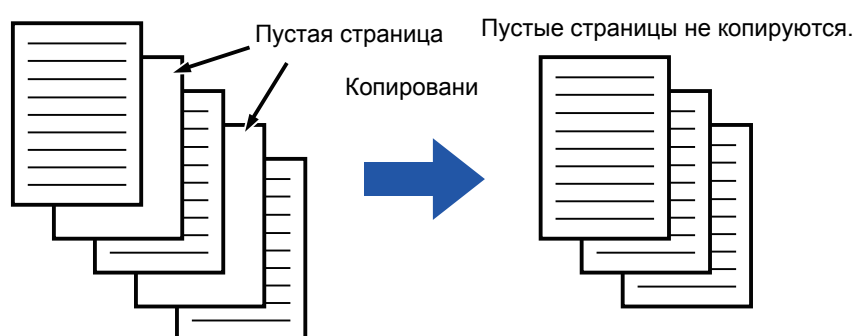 Пустая страница
Пустые страницы не копируются.
Копировани